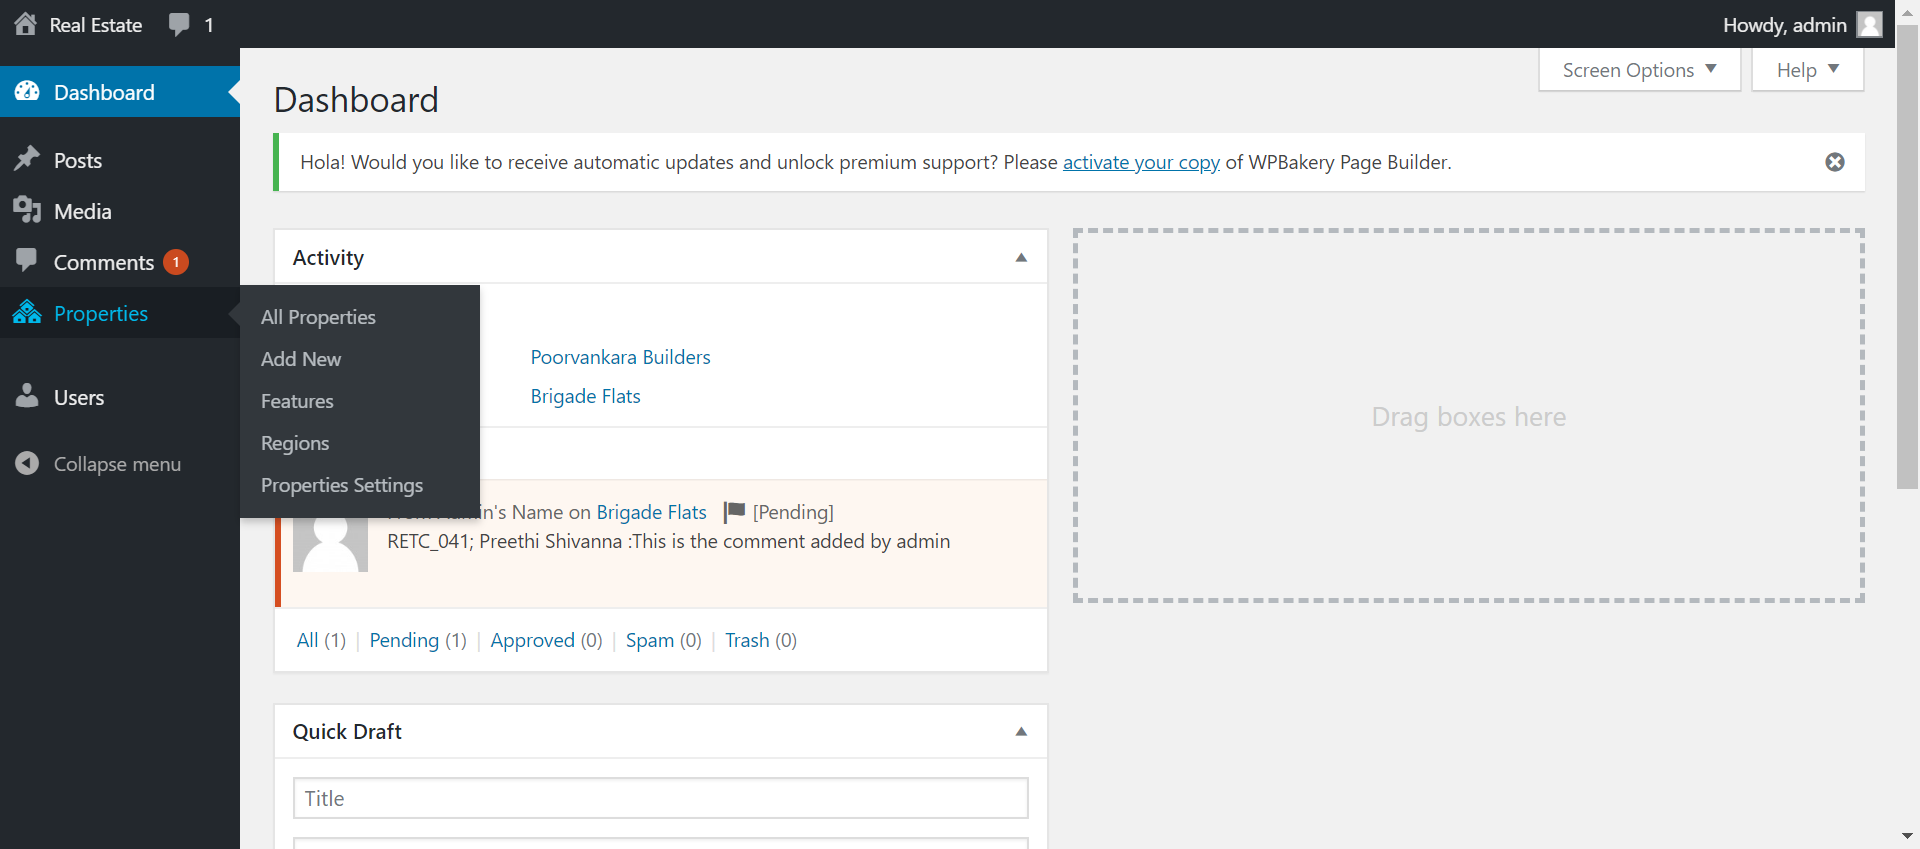 Real Estate 1 Howdy, admin
Screen Options Help
Dashboard
Posts
Media
Comments 1
Properties
Users
Collapse menu
All Properties
Add New
Features
Regions
Properties Settings
Dashboard
Hola! Would you like to receive automatic updates and unlock premium support? Please activate your copy of WPBakery Page Builder.
Activity
Poorvankara Builders
Brigade Flats
Name on Brigade Flats [Pending]
RETC_041; Preethi Shivanna :This is the comment added by admin
All (1) | Pending (1) | Approved (0) | Spam (0) | Trash (0)
Quick Draft
Title
Drag boxes here